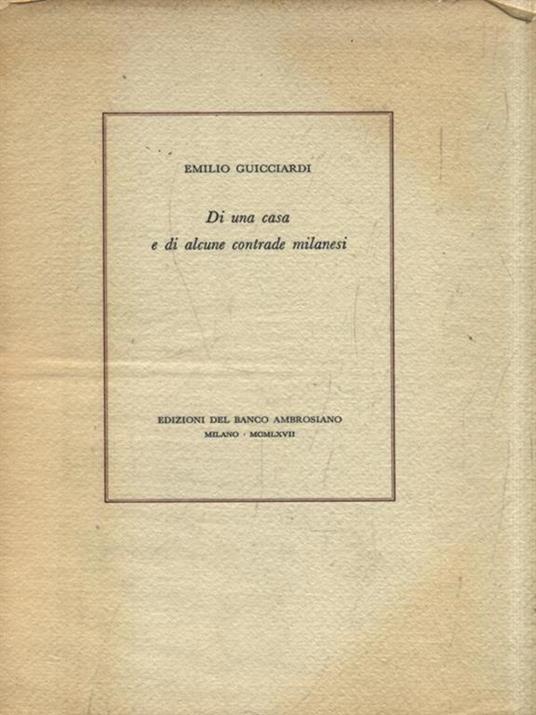 EMILIO GUICCIARDI
Di una casa
e di alcune contrade milanesi
EDIZIONI DEL BANCO AMBROSIANO
MILANO · MCMLXVII